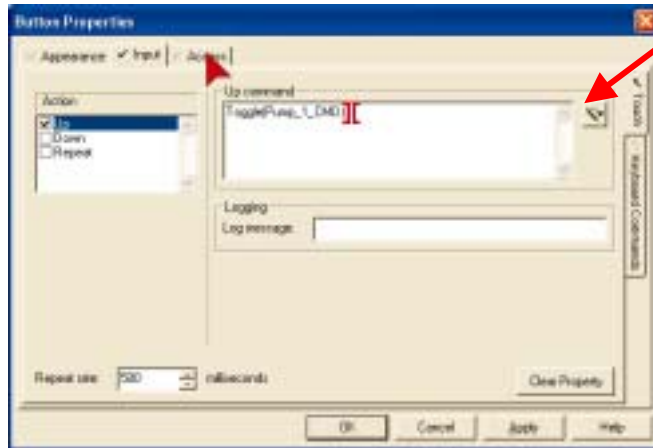 Button Properties
Appearance Input Access
Action
Up
Down
Repeat
Up command
Toggle(Pump_1_CMD)
Logging
Log message:
Repeat rate: 500 milliseconds
Clear Property
Touch
Keyboard Commands
OK Cancel Apply Help